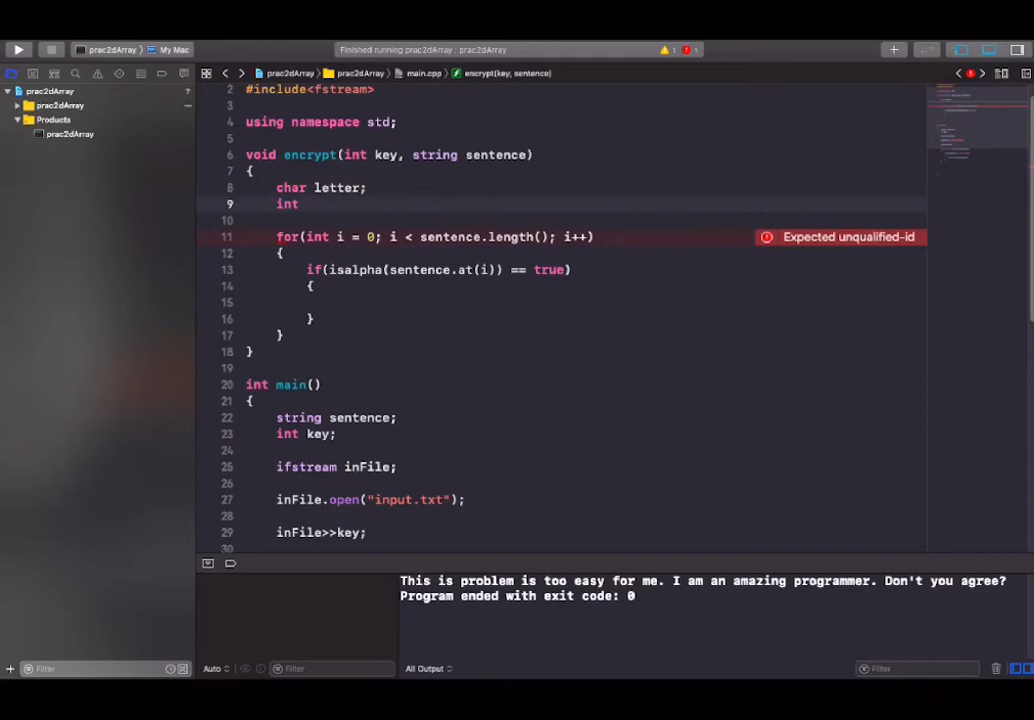 prac2dArray My Mac Finished running prac2dArray : prac2dArray 1 1
prac2dArray prac2dArray main.cpp encrypt(key, sentence)
prac2dArray ?
prac2dArray
Products
prac2dArray
2 #include<fstream>
3
4 using namespace std;
5
6 void encrypt(int key, string sentence)
7 {
8 char letter;
9 int
10
11 for(int i = 0; i < sentence.length(); i++) Expected unqualified-id
12 {
13 if(isalpha(sentence.at(i)) == true)
14 {
15
16 }
17 }
18 }
19
20 int main()
21 {
22 string sentence;
23 int key;
24
25 ifstream inFile;
26
27 inFile.open("input.txt");
28
29 inFile>>key;
30
This is problem is too easy for me. I am an amazing programmer. Don't you agree?
Program ended with exit code: 0
Filter Auto Filter All Output Filter